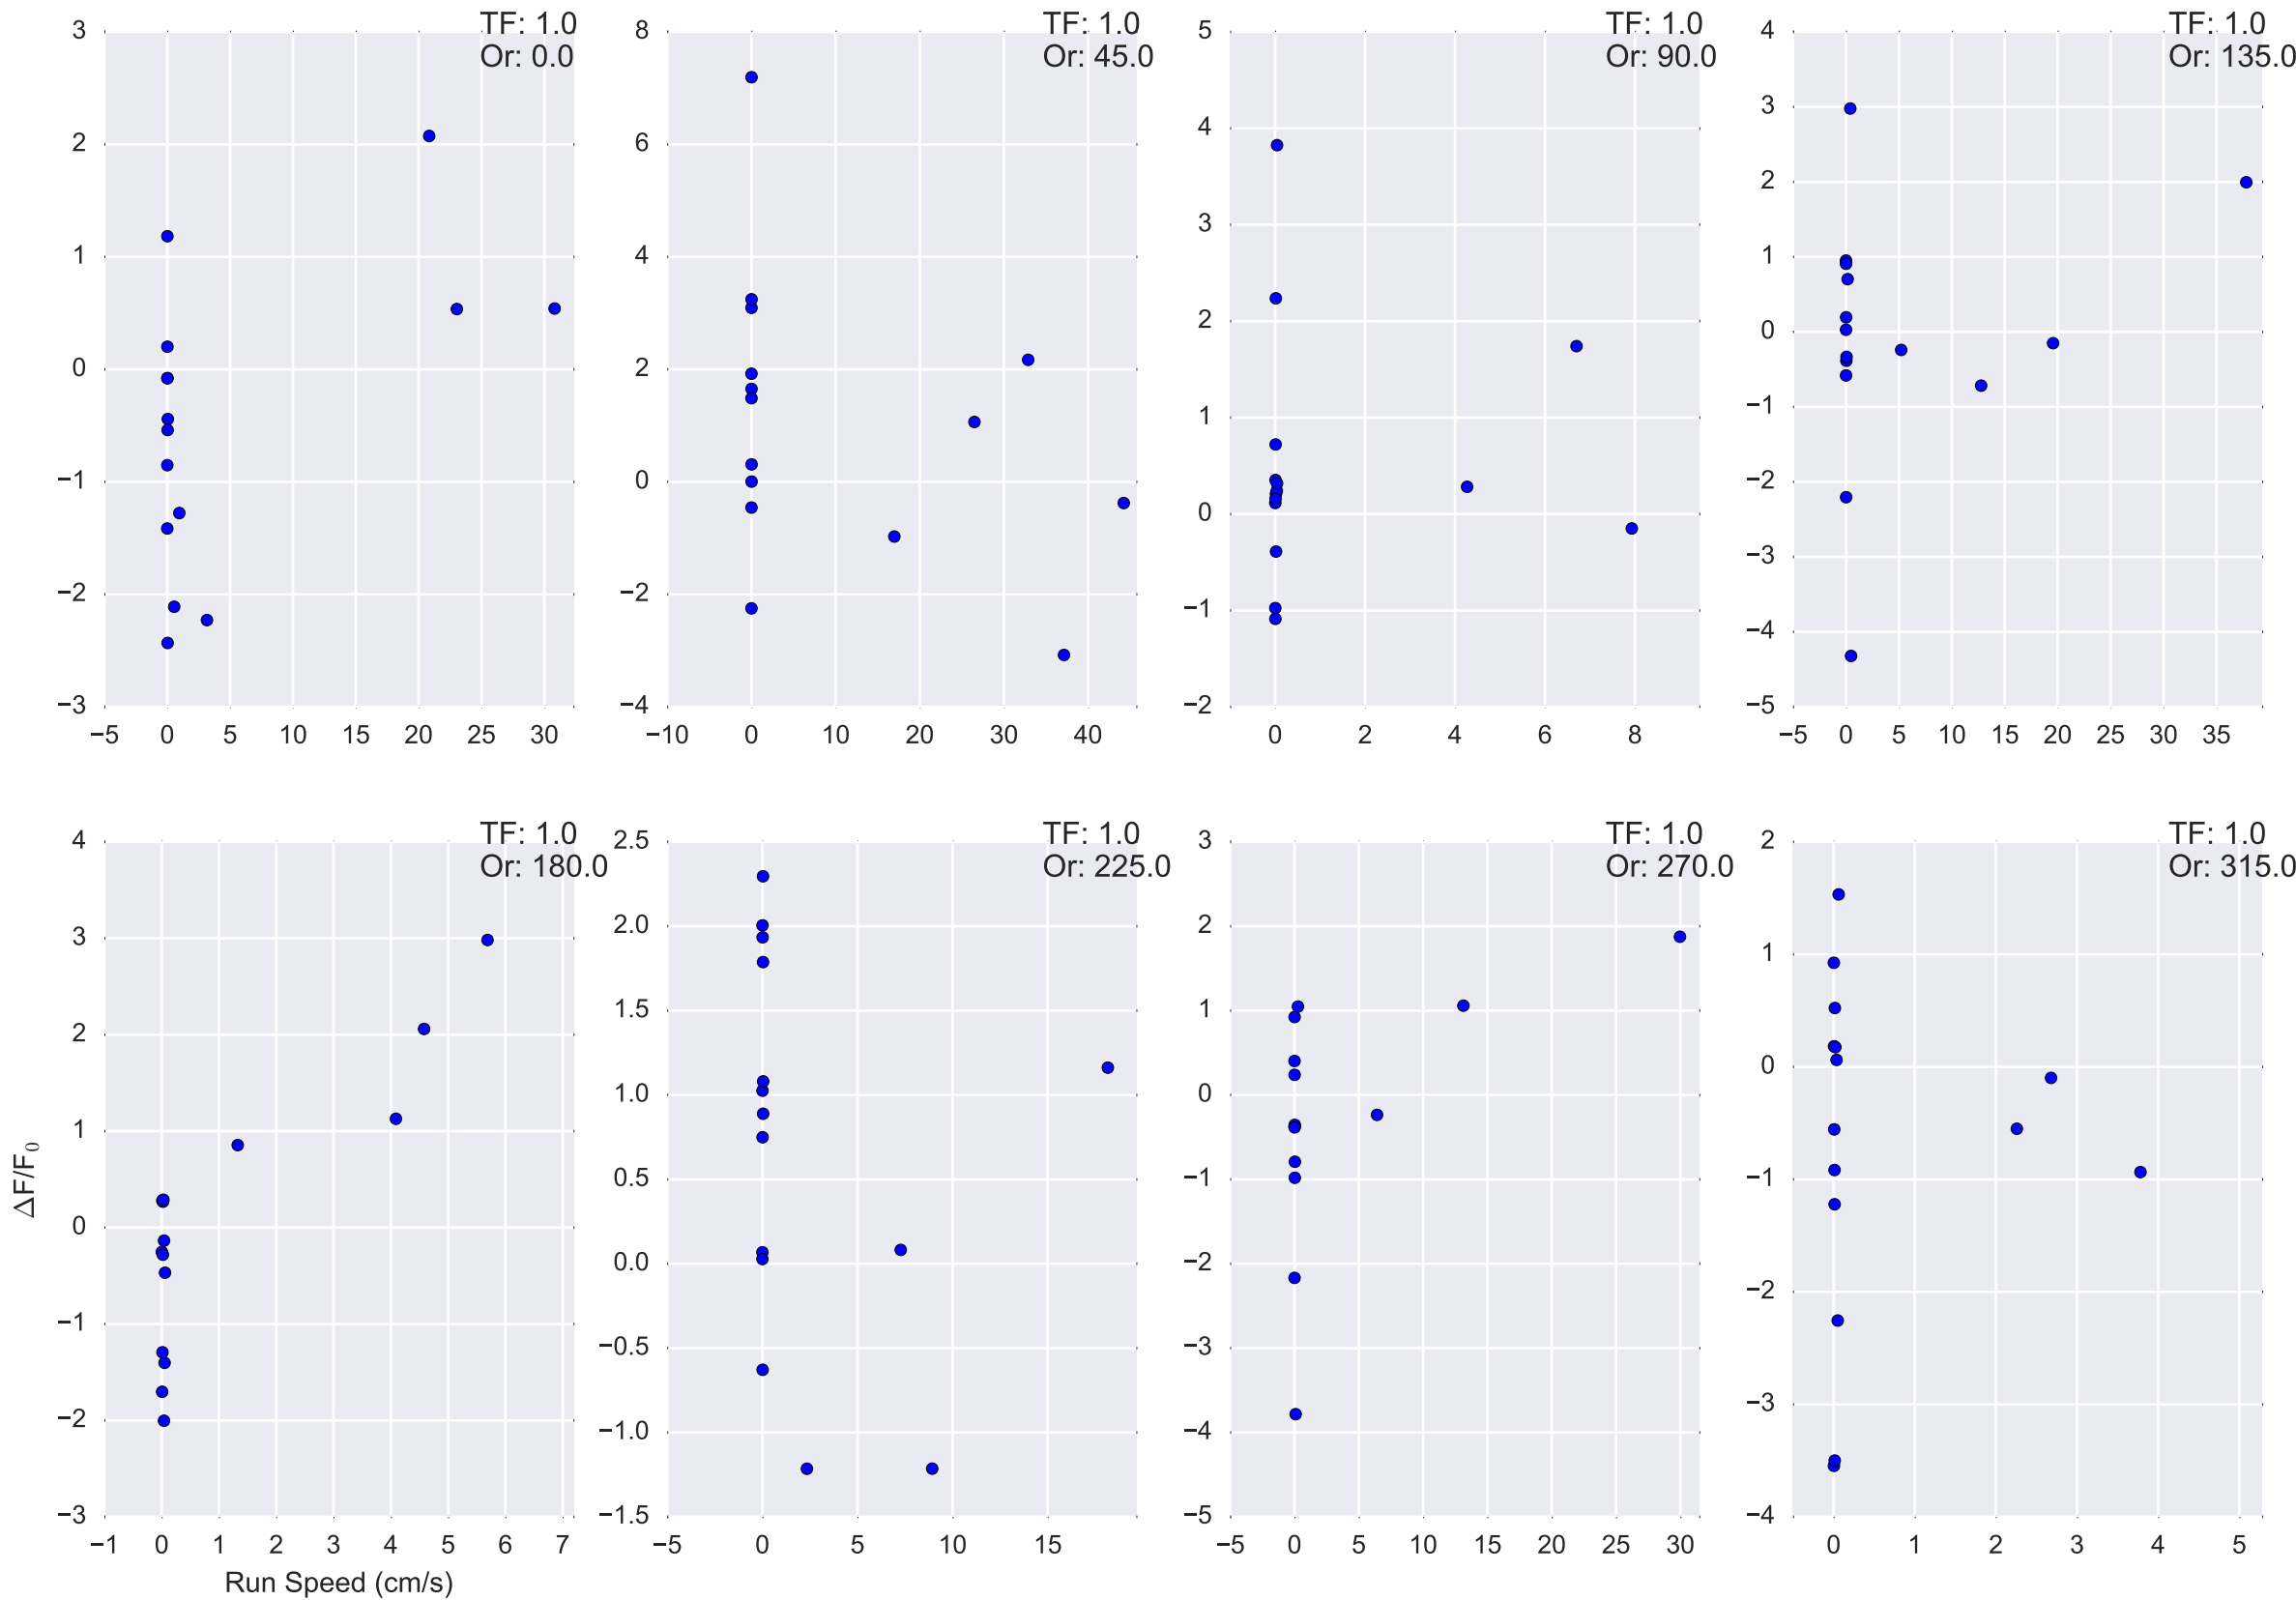 TF: 1.0
Or: 0.0
3
2
1
0
−1
−2
−3
−5 0 5 10 15 20 25 30
TF: 1.0
Or: 45.0
8
6
4
2
0
−2
−4
−10 0 10 20 30 40
TF: 1.0
Or: 90.0
5
4
3
2
1
0
−1
−2
0 2 4 6 8
TF: 1.0
Or: 135.0
4
3
2
1
0
−1
−2
−3
−4
−5
−5 0 5 10 15 20 25 30 35
TF: 1.0
Or: 180.0
4
3
2
1
0
−1
−2
−3
−1 0 1 2 3 4 5 6 7
ΔF/F₀
Run Speed (cm/s)
TF: 1.0
Or: 225.0
2.5
2.0
1.5
1.0
0.5
0.0
−0.5
−1.0
−1.5
−5 0 5 10 15
TF: 1.0
Or: 270.0
3
2
1
0
−1
−2
−3
−4
−5
−5 0 5 10 15 20 25 30
TF: 1.0
Or: 315.0
2
1
0
−1
−2
−3
−4
0 1 2 3 4 5